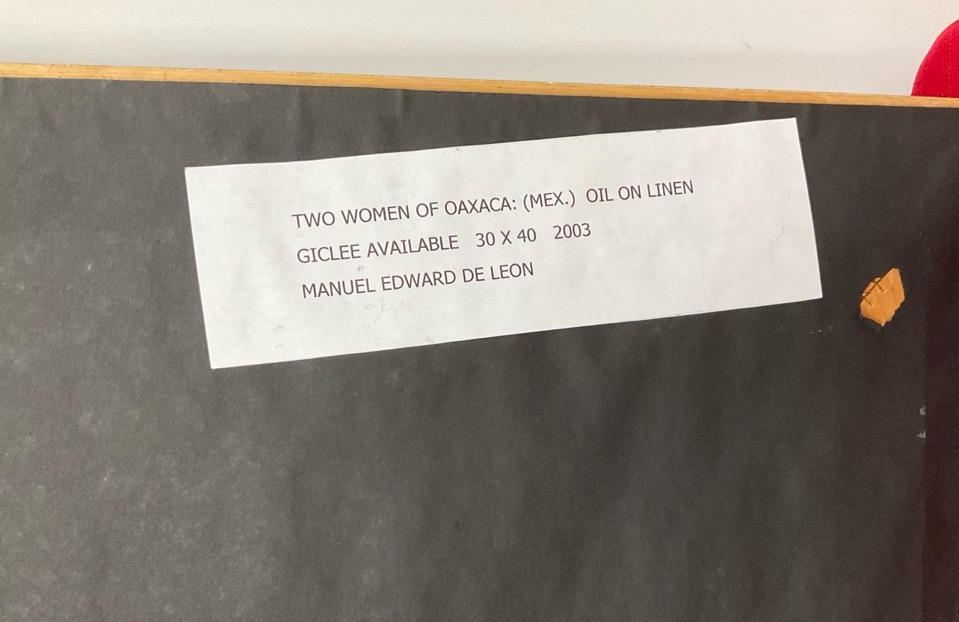 TWO WOMEN OF OAXACA: (MEX.) OIL ON LINEN
GICLEE AVAILABLE 30 X 40 2003
MANUEL EDWARD DE LEON